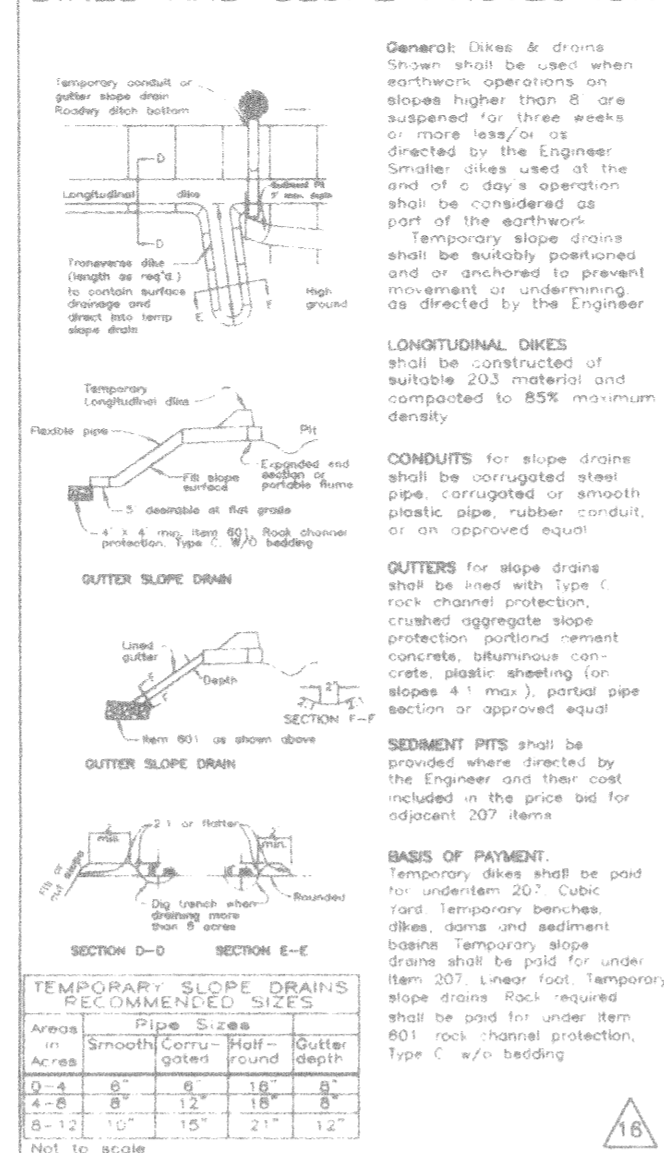 Temporary conduit or
gutter slope drain
Roadwy ditch bottom
D
Longitudinal dike
Sediment Pit
D
Transverse dike
(length as req'd.)
to contain surface
drainage and
direct into temp
slope drain
E
F
High
ground
Temporary
Longitudinal dike
Flexible pipe
Pit
Fill slope
surface
Expanded end
section or
portable flume
5' desirable at flat grade
4' x 4' min. Item 601, Rock channel
protection, Type C, W/O bedding
GUTTER SLOPE DRAIN
Lined
gutter
Depth
2'
SECTION F-F
Item 601 as shown above
GUTTER SLOPE DRAIN
2' min.
2:1 or flatter
2' min.
Fill or
cut slope
Dig trench when
draining more
than 5 acres
Rounded
SECTION D-D SECTION E-E
TEMPORARY SLOPE DRAINS
RECOMMENDED SIZES
Areas in Acres
Pipe Sizes
Smooth Corru-gated Half-round Gutter depth
0-4 6" 6" 18" 8"
4-8 8" 12" 18" 8"
8-12 10" 15" 21" 12"
Not to scale
General: Dikes & drains
Shown shall be used when
earthwork operations on
slopes higher than 8' are
suspened for three weeks
or more less/or as
directed by the Engineer
Smaller dikes used at the
and of a day's operation
shall be considered as
part of the earthwork
Temporary slope drains
shall be suitably positioned
and or anchored to prevent
movement or undermining,
as directed by the Engineer
LONGITUDINAL DIKES
shall be constructed of
suitable 203 material and
compacted to 85% maximum
density
CONDUITS for slope drains
shall be corrugated steel
pipe, corrugated or smooth
plastic pipe, rubber conduit,
or an approved equal
GUTTERS for slope drains
shall be lined with Type C
rock channel protection,
crushed aggregate slope
protection portland cement
concrete, bituminous con-
crete, plastic sheeting (on
slopes 4:1 max), partial pipe
section or approved equal
SEDIMENT PITS shall be
provided where directed by
the Engineer and their cost
included in the price bid for
adjacent 207 items
BASIS OF PAYMENT.
Temporary dikes shall be paid
for underitem 207, Cubic
Yard. Temporary benches,
dikes, dams and sediment
basins Temporary slope
drains shall be paid for under
Item 207, Linear foot, Temporary
slope drains Rock required
shall be paid for under Item
601 rock channel protection,
Type C w/o bedding
16